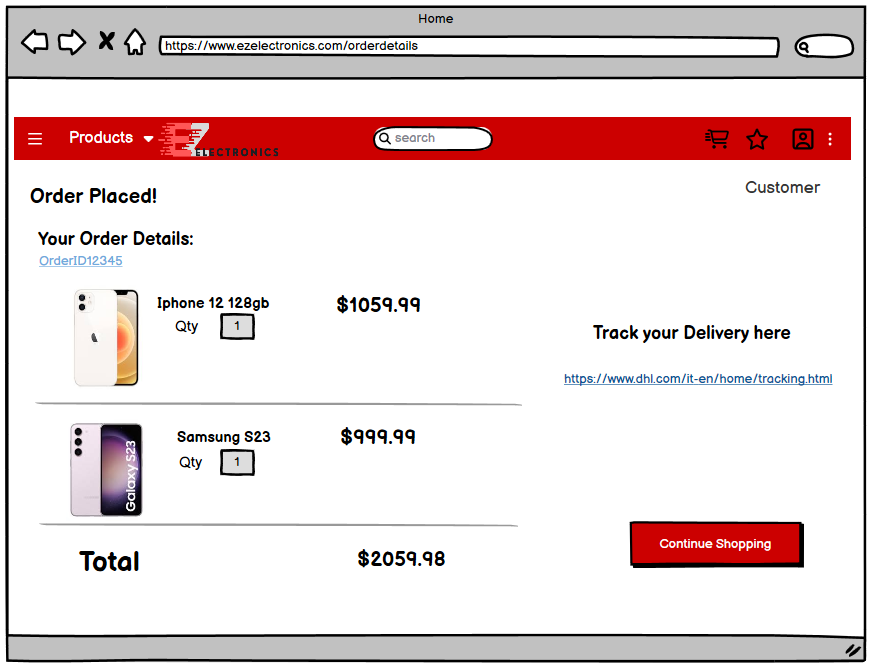 Home
https://www.ezelectronics.com/orderdetails
Products
EZ
ELECTRONICS
search
Customer
Order Placed!
Your Order Details:
OrderID12345
Iphone 12 128gb
$1059.99
Qty 1
Track your Delivery here
https://www.dhl.com/it-en/home/tracking.html
Samsung S23
$999.99
Qty 1
Galaxy S23
Continue Shopping
Total
$2059.98